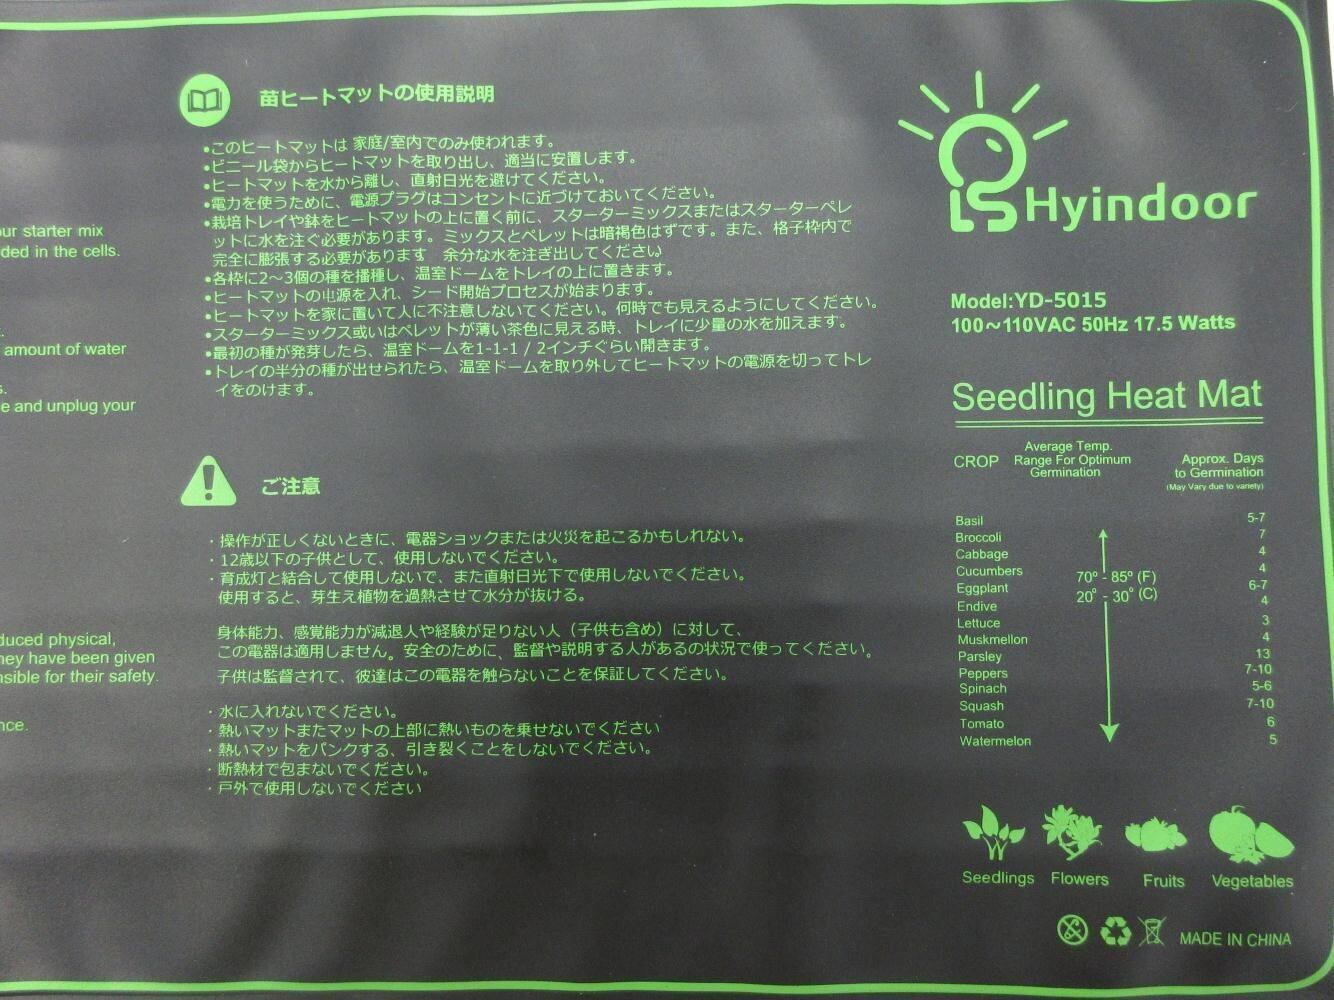 our starter mix
ded in the cells.
amount of water
s.
e and unplug your
duced physical,
hey have been given
nsible for their safety.
nce.
苗ヒートマットの使用説明
•このヒートマットは 家庭/室内でのみ使われます。
•ビニール袋からヒートマットを取り出し、適当に安置します。
•ヒートマットを水から離し、直射日光を避けてください。
•電力を使うために、電源プラグはコンセントに近づけておいてください。
•栽培トレイや鉢をヒートマットの上に置く前に、スターターミックスまたはスターターペレ
ットに水を注ぐ必要があります。ミックスとペレットは暗褐色はずです。また、格子枠内で
完全に膨張する必要があります 余分な水を注ぎ出してください。
•各枠に2～3個の種を播種し、温室ドームをトレイの上に置きます。
•ヒートマットの电源を入れ、シード開始プロセスが始まります。
•ヒートマットを家に置いて人に不注意しないてください。何時でも見えるようにしてください。
•スターターミックス或いはペレットが薄い茶色に見える時、トレイに少量の水を加えます。
•最初の種が発芽したら、温室ドームを1-1-1 / 2インチぐらい開きます。
•トレイの半分の種が出せられたら、温室ドームを取り外してヒートマットの電源を切ってトレ
イをのけます。
ご注意
・操作が正しくないときに、電器ショックまたは火災を起こるかもしれない。
・12歳以下の子供として、使用しないでください。
・育成灯と結合して使用しないで、また直射日光下で使用しないでください。
使用すると、芽生え植物を過熱させて水分が抜ける。
身体能力、感覚能力が減退人や経験が足りない人（子供も含め）に対して、
この電器は適用しません。安全のために、監督や説明する人があるの状況で使ってください。
子供は監督されて、彼達はこの電器を触らないことを保証してください。
・水に入れないでください。
・熱いマットまたマットの上部に熱いものを乗せないでください
・熱いマットをパンクする、引き裂くことをしないでください。
・断熱材で包まないでください。
・戸外で使用しないでください
Hyindoor
Model:YD-5015
100～110VAC 50Hz 17.5 Watts
Seedling Heat Mat
CROP
Average Temp.
Range For Optimum
Germination
Approx. Days
to Germination
(May Vary due to variety)
Basil 5-7
Broccoli 7
Cabbage 4
Cucumbers 4
Eggplant 6-7
Endive 4
Lettuce 3
Muskmellon 4
Parsley 13
Peppers 7-10
Spinach 5-6
Squash 7-10
Tomato 6
Watermelon 5
70º - 85º (F)
20º - 30º (C)
Seedlings Flowers Fruits Vegetables
MADE IN CHINA